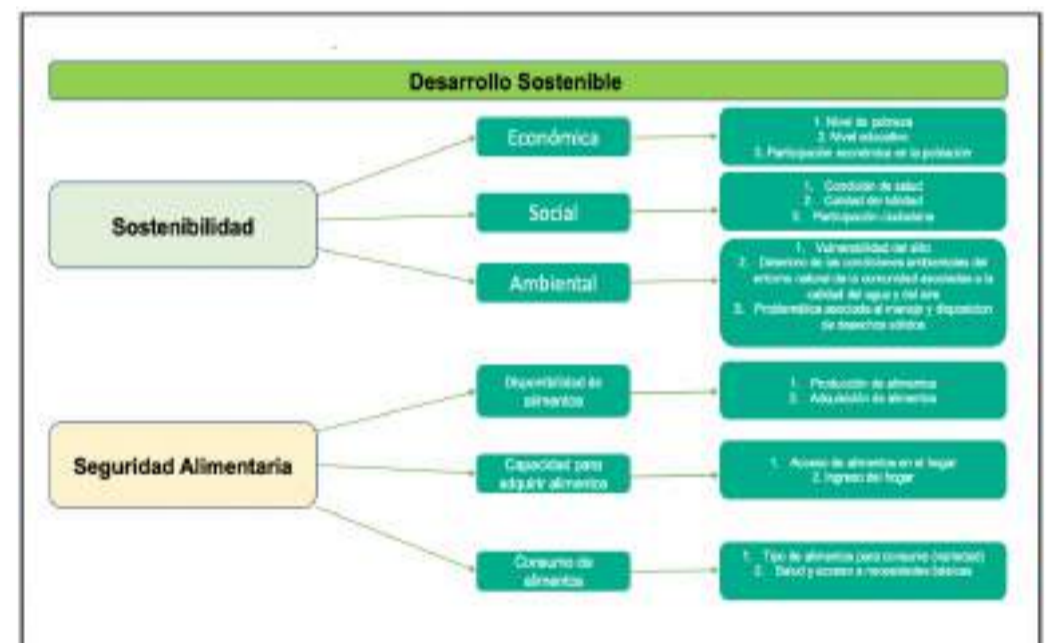 Desarrollo Sostenible
Económica
1. Nivel de pobreza
2. Nivel educativo
3. Participación económica en la población
Sostenibilidad
Social
1. Condición de salud
2. Calidad del hábitad
3. Participación ciudadana
Ambiental
1. Vulnerabilidad del sitio
2. Deterioro de las condiciones ambientales del
entorno natural de la comunidad asociadas a la
calidad del agua y del aire
3. Problemática asociada al manejo y disposición
de desechos sólidos
Disponibilidad de
alimentos
1. Producción de alimentos
2. Adquisición de alimentos
Seguridad Alimentaria
Capacidad para
adquirir alimentos
1. Acceso de alimentos en el hogar
2. Ingreso del hogar
Consumo de
alimentos
1. Tipo de alimentos para consumo (variedad)
2. Salud y acceso a necesidades básicas